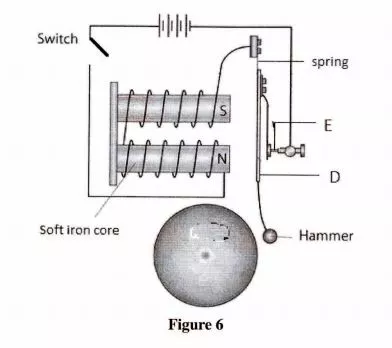 Switch
spring
S
E
N
D
Soft iron core
Hammer
Figure 6